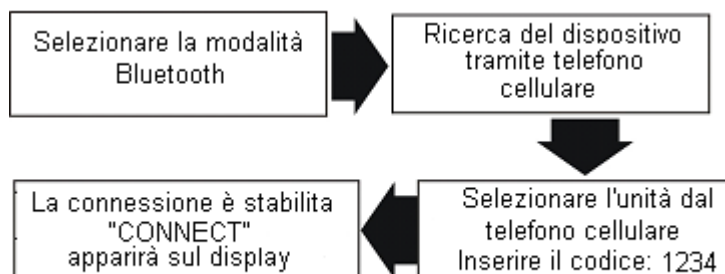 Selezionare la modalità
Bluetooth
Ricerca del dispositivo
tramite telefono
cellulare
Selezionare l'unità dal
telefono cellulare
Inserire il codice: 1234
La connessione è stabilita
"CONNECT"
apparirà sul display